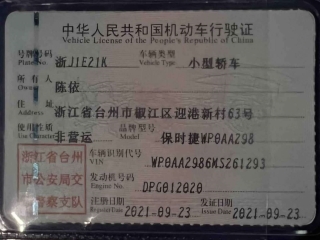 中华人民共和国机动车行驶证
Vehicle License of the People's Republic of China
号牌号码 浙J1E21K 车辆类型 小型轿车
Plate No. Vehicle Type
所有人 陈依
Owner
住址 浙江省台州市椒江区迎港新村63号
Address
使用性质 非营运 品牌型号 保时捷WP0AA298
Use Character
浙江省台州市公安局交警察支队
车辆识别代号 WP0AA2986KS261293
VIN
发动机号码 DPG012020
Engine No.
注册日期 2021-09-23 发证日期 2021-09-23
Register Date Issue Date